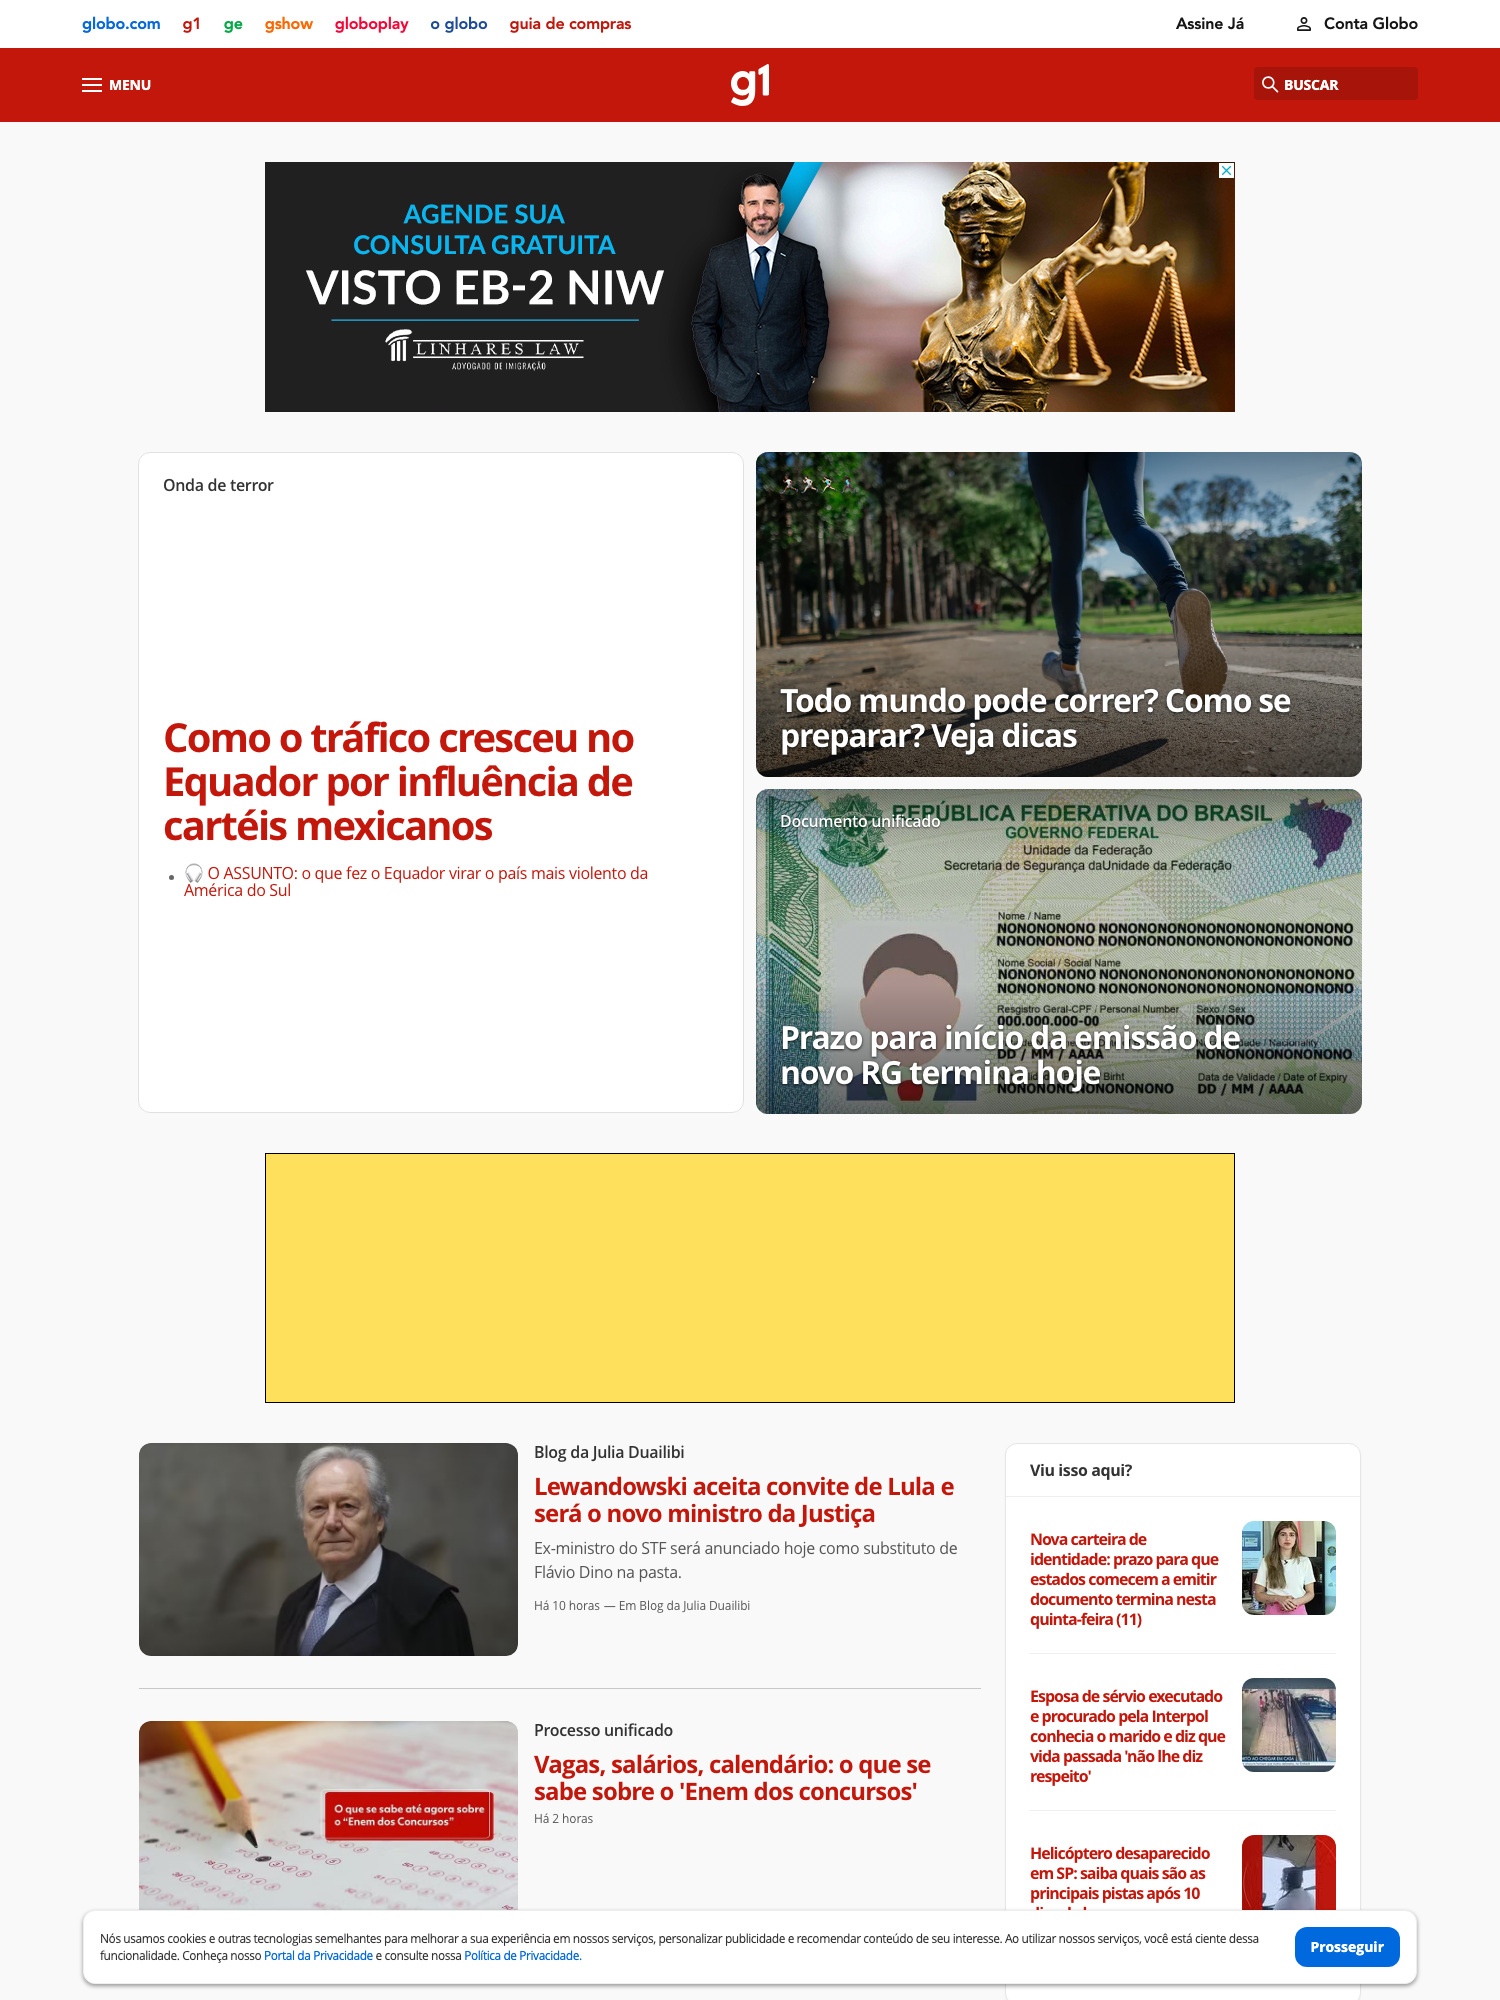 globo.com g1 ge gshow globoplay o globo guia de compras Assine Já Conta Globo
MENU g1 BUSCAR
AGENDE SUA
CONSULTA GRATUITA
VISTO EB-2 NIW
LINHARES LAW
ADVOGADO DE IMIGRAÇÃO
Onda de terror
Como o tráfico cresceu no
Equador por influência de
cartéis mexicanos
O ASSUNTO: o que fez o Equador virar o país mais violento da
América do Sul
Todo mundo pode correr? Como se
preparar? Veja dicas
Documento unificado
REPÚBLICA FEDERATIVA DO BRASIL
GOVERNO FEDERAL
Unidade da Federação
Secretaria de Segurança daUnidade da Federação
Nome / Name
NONONONONO NONONONONONONONONONONONO
NONONONONO NONONONONONONONONONONONO
Nome Social / Social Name
NONONONONO NONONONONONONONONONONONO
NONONONONO NONONONONONONONONONONONO
Resgistro Geral-CPF / Personal Number Sexo / Sex
000.000.000-00 NONONO
Prazo para início da emissão de
DD / MM / AAAA NONONONONONONO
novo RG termina hoje
Data de Validade / Date of Expiry
DD / MM / AAAA
Blog da Julia Duailibi
Lewandowski aceita convite de Lula e
será o novo ministro da Justiça
Ex-ministro do STF será anunciado hoje como substituto de
Flávio Dino na pasta.
Há 10 horas — Em Blog da Julia Duailibi
Processo unificado
Vagas, salários, calendário: o que se
sabe sobre o 'Enem dos concursos'
Há 2 horas
O que se sabe até agora sobre
o “Enem dos Concursos”
Viu isso aqui?
Nova carteira de
identidade: prazo para que
estados comecem a emitir
documento termina nesta
quinta-feira (11)
Esposa de sérvio executado
e procurado pela Interpol
conhecia o marido e diz que
vida passada 'não lhe diz
respeito'
Helicóptero desaparecido
em SP: saiba quais são as
principais pistas após 10
Nós usamos cookies e outras tecnologias semelhantes para melhorar a sua experiência em nossos serviços, personalizar publicidade e recomendar conteúdo de seu interesse. Ao utilizar nossos serviços, você está ciente dessa
funcionalidade. Conheça nosso Portal da Privacidade e consulte nossa Política de Privacidade.
Prosseguir